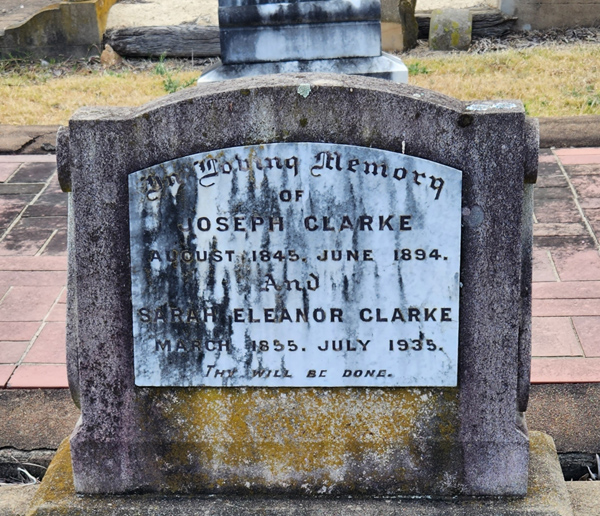 In Loving Memory
OF
JOSEPH CLARKE
AUGUST 1845. JUNE 1894.
And
SARAH ELEANOR CLARKE
MARCH 1855. JULY 1935.
THY WILL BE DONE.